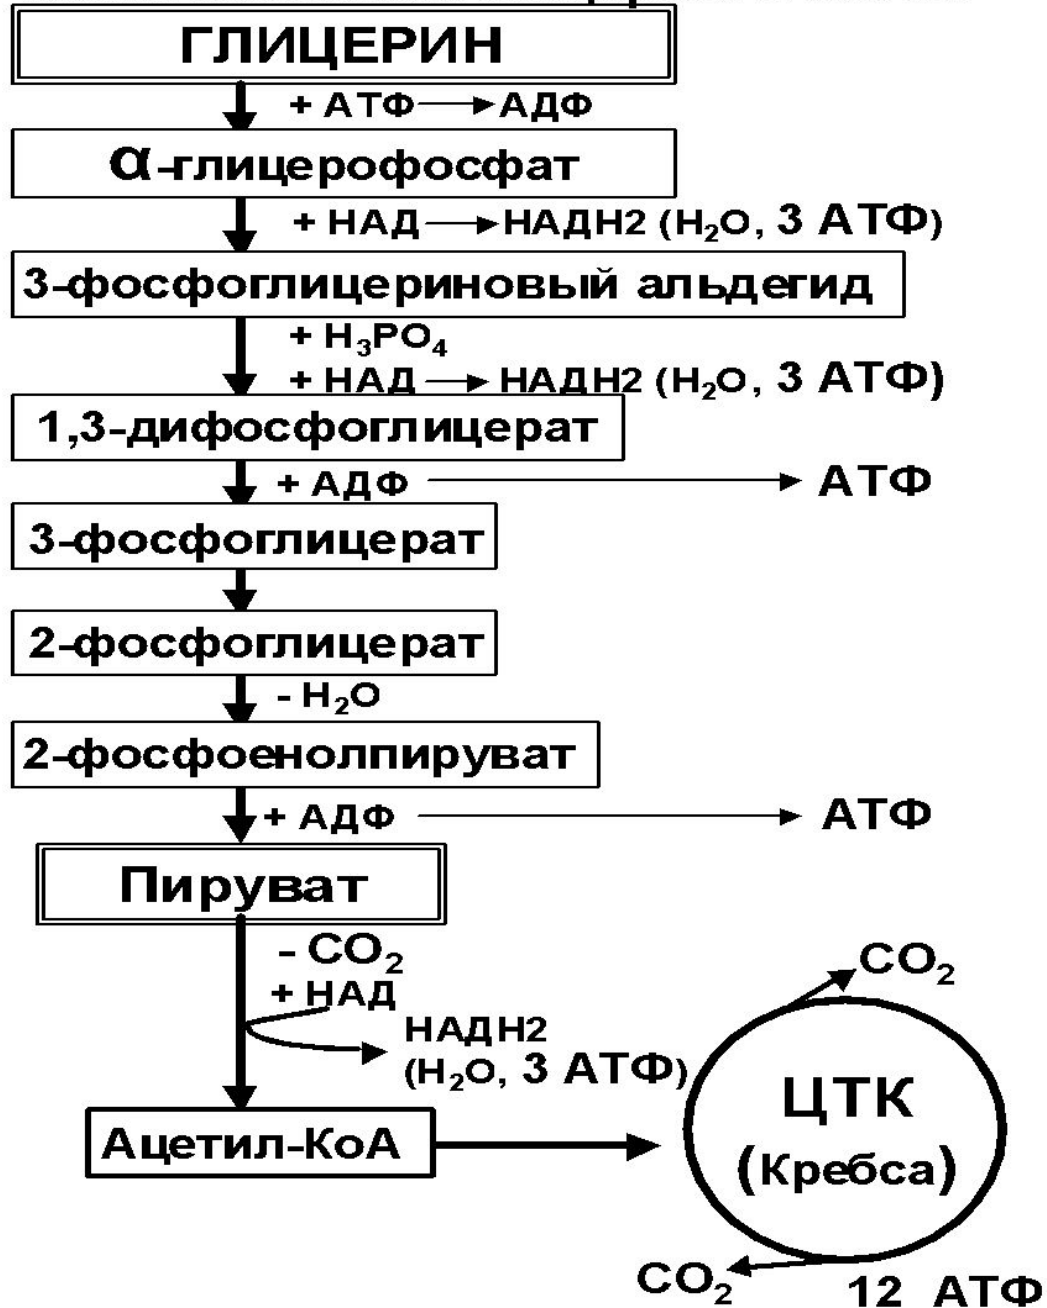 ГЛИЦЕРИН
+ АТФ → АДФ
α-глицерофосфат
+ НАД → НАДН2 (H₂O, 3 АТФ)
3-фосфоглицериновый альдегид
+ H₃PO₄
+ НАД → НАДН2 (H₂O, 3 АТФ)
1,3-дифосфоглицерат
+ АДФ → АТФ
3-фосфоглицерат
2-фосфоглицерат
- H₂O
2-фосфоенолпируват
+ АДФ → АТФ
Пируват
- CO₂
+ НАД
НАДН2
(H₂O, 3 АТФ)
Ацетил-КоА
CO₂
ЦТК
(Кребса)
CO₂
12 АТФ